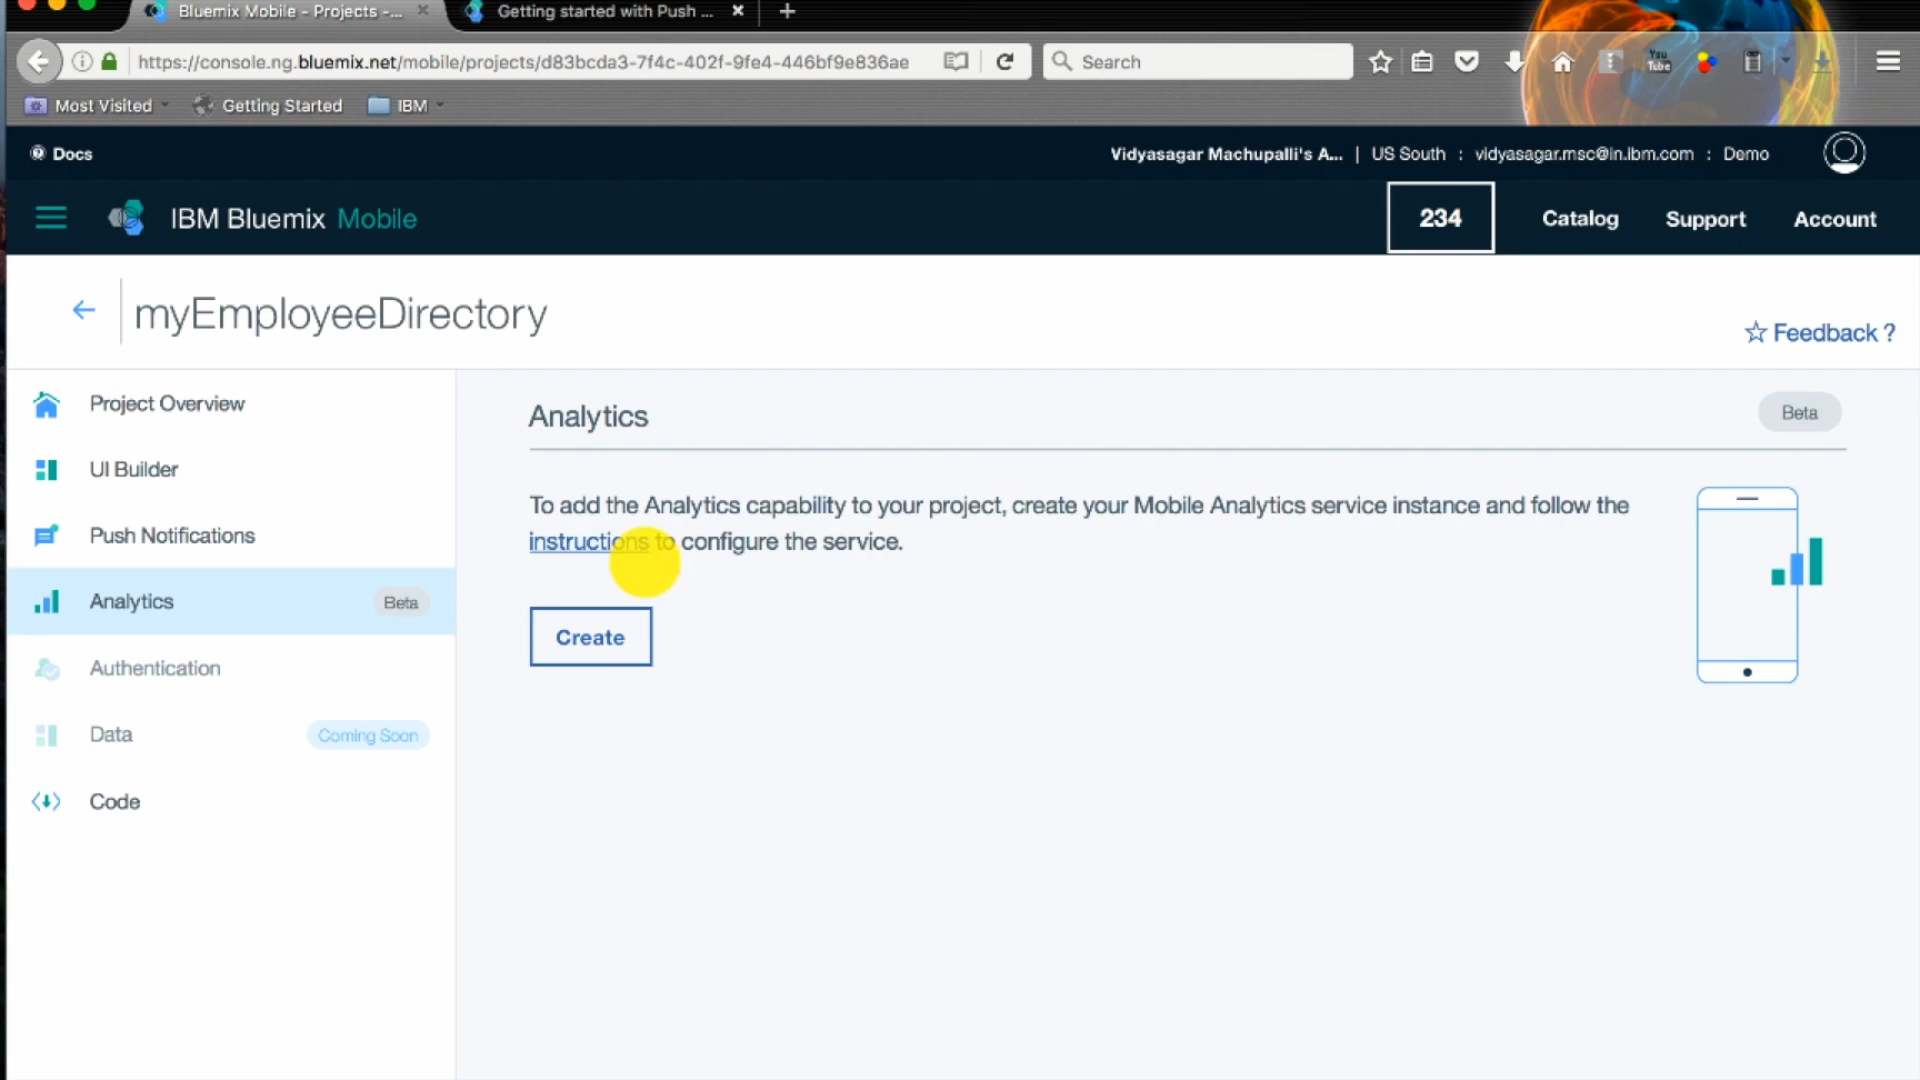 Bluemix Mobile - Projects -...
Getting started with Push ...
https://console.ng.bluemix.net/mobile/projects/d83bcda3-7f4c-402f-9fe4-446bf9e836ae
Search
You
Tube
Most Visited
Getting Started
IBM
Docs
Vidyasagar Machupalli's A... | US South : vidyasagar.msc@in.ibm.com : Demo
IBM Bluemix Mobile
234
Catalog
Support
Account
myEmployeeDirectory
Feedback ?
Project Overview
UI Builder
Push Notifications
Analytics Beta
Authentication
Data Coming Soon
Code
Analytics
Beta
To add the Analytics capability to your project, create your Mobile Analytics service instance and follow the
instructions to configure the service.
Create